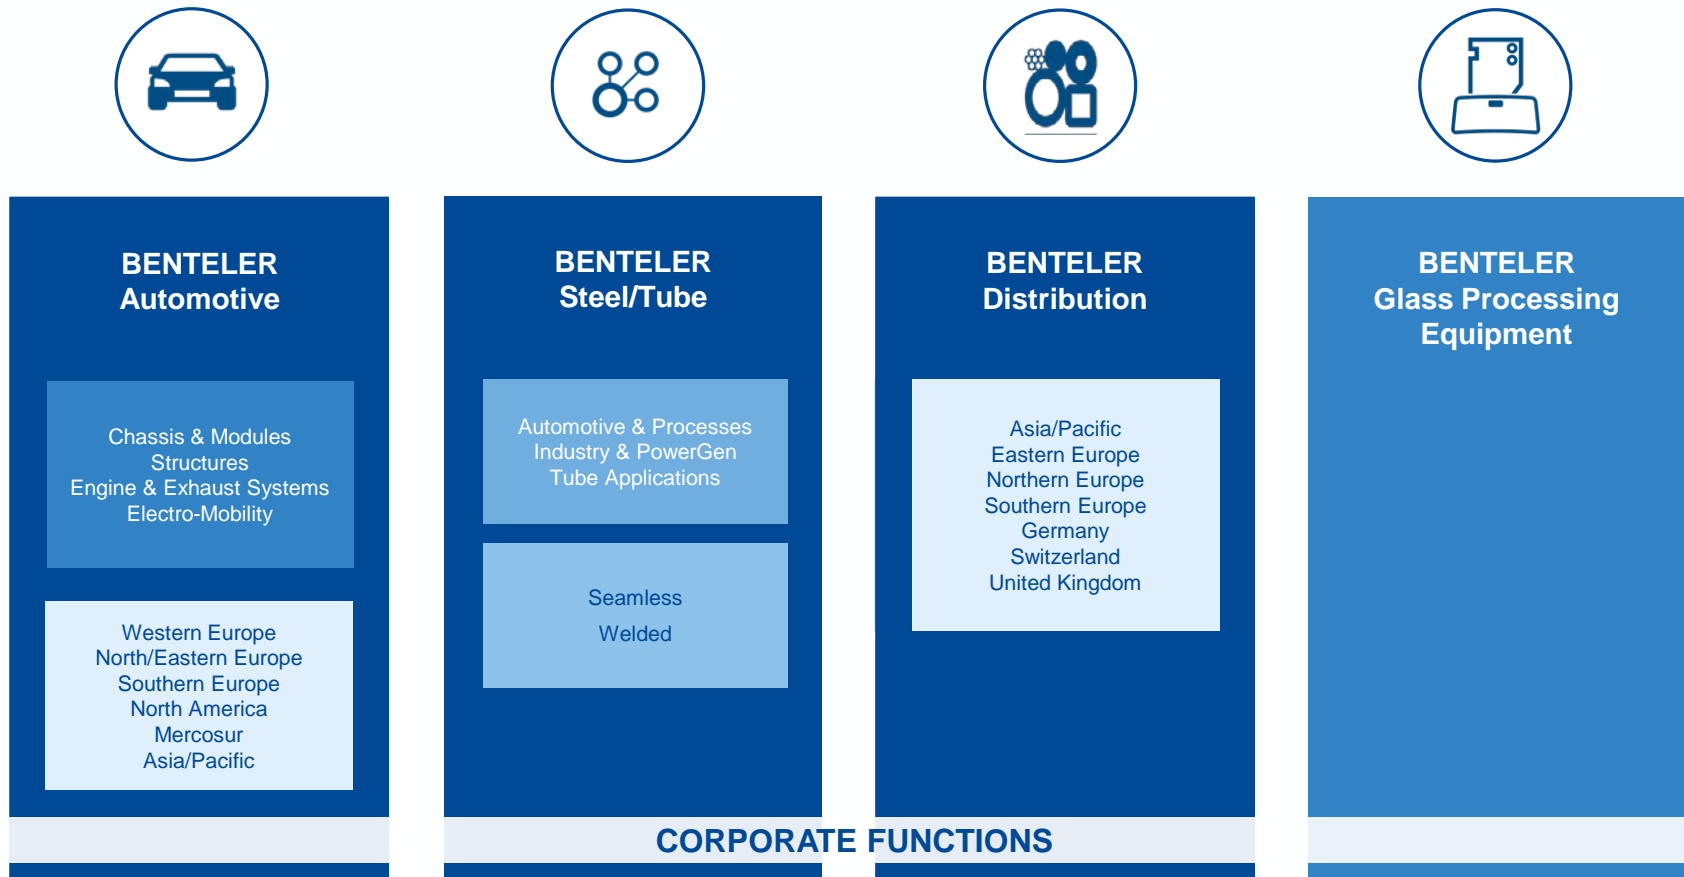 BENTELER
Automotive
Chassis & Modules
Structures
Engine & Exhaust Systems
Electro-Mobility
Western Europe
North/Eastern Europe
Southern Europe
North America
Mercosur
Asia/Pacific
BENTELER
Steel/Tube
Automotive & Processes
Industry & PowerGen
Tube Applications
Seamless
Welded
BENTELER
Distribution
Asia/Pacific
Eastern Europe
Northern Europe
Southern Europe
Germany
Switzerland
United Kingdom
BENTELER
Glass Processing
Equipment
CORPORATE FUNCTIONS